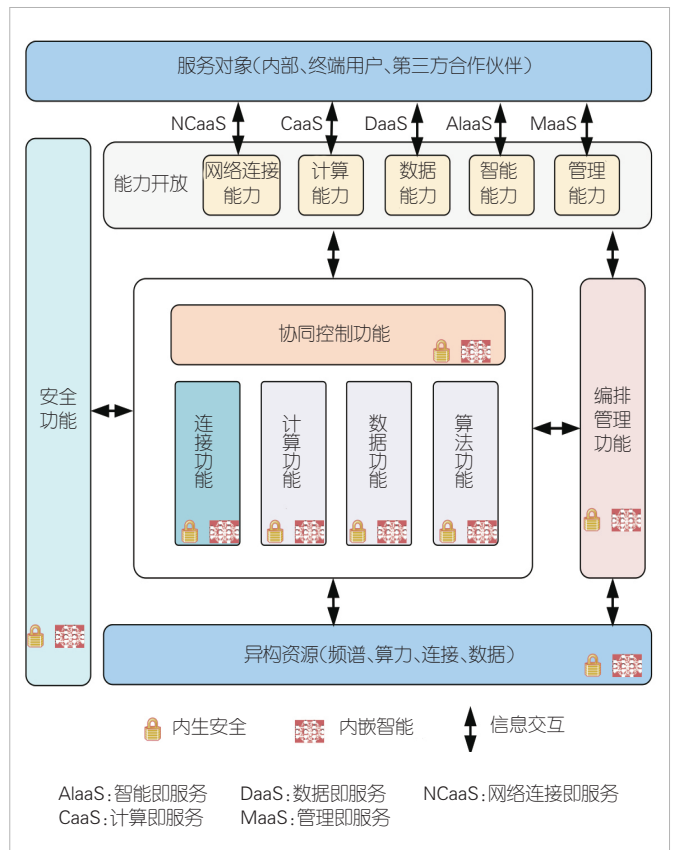 服务对象(内部、终端用户、第三方合作伙伴)
NCaaS
CaaS
DaaS
AIaaS
MaaS
能力开放
网络连接
能力
计算
能力
数据
能力
智能
能力
管理
能力
安全
功能
协同控制功能
连接功能
计算功能
数据功能
算法功能
编排
管理
功能
异构资源(频谱、算力、连接、数据)
内生安全
内嵌智能
信息交互
AIaaS:智能即服务 DaaS:数据即服务 NCaaS:网络连接即服务
CaaS:计算即服务 MaaS:管理即服务